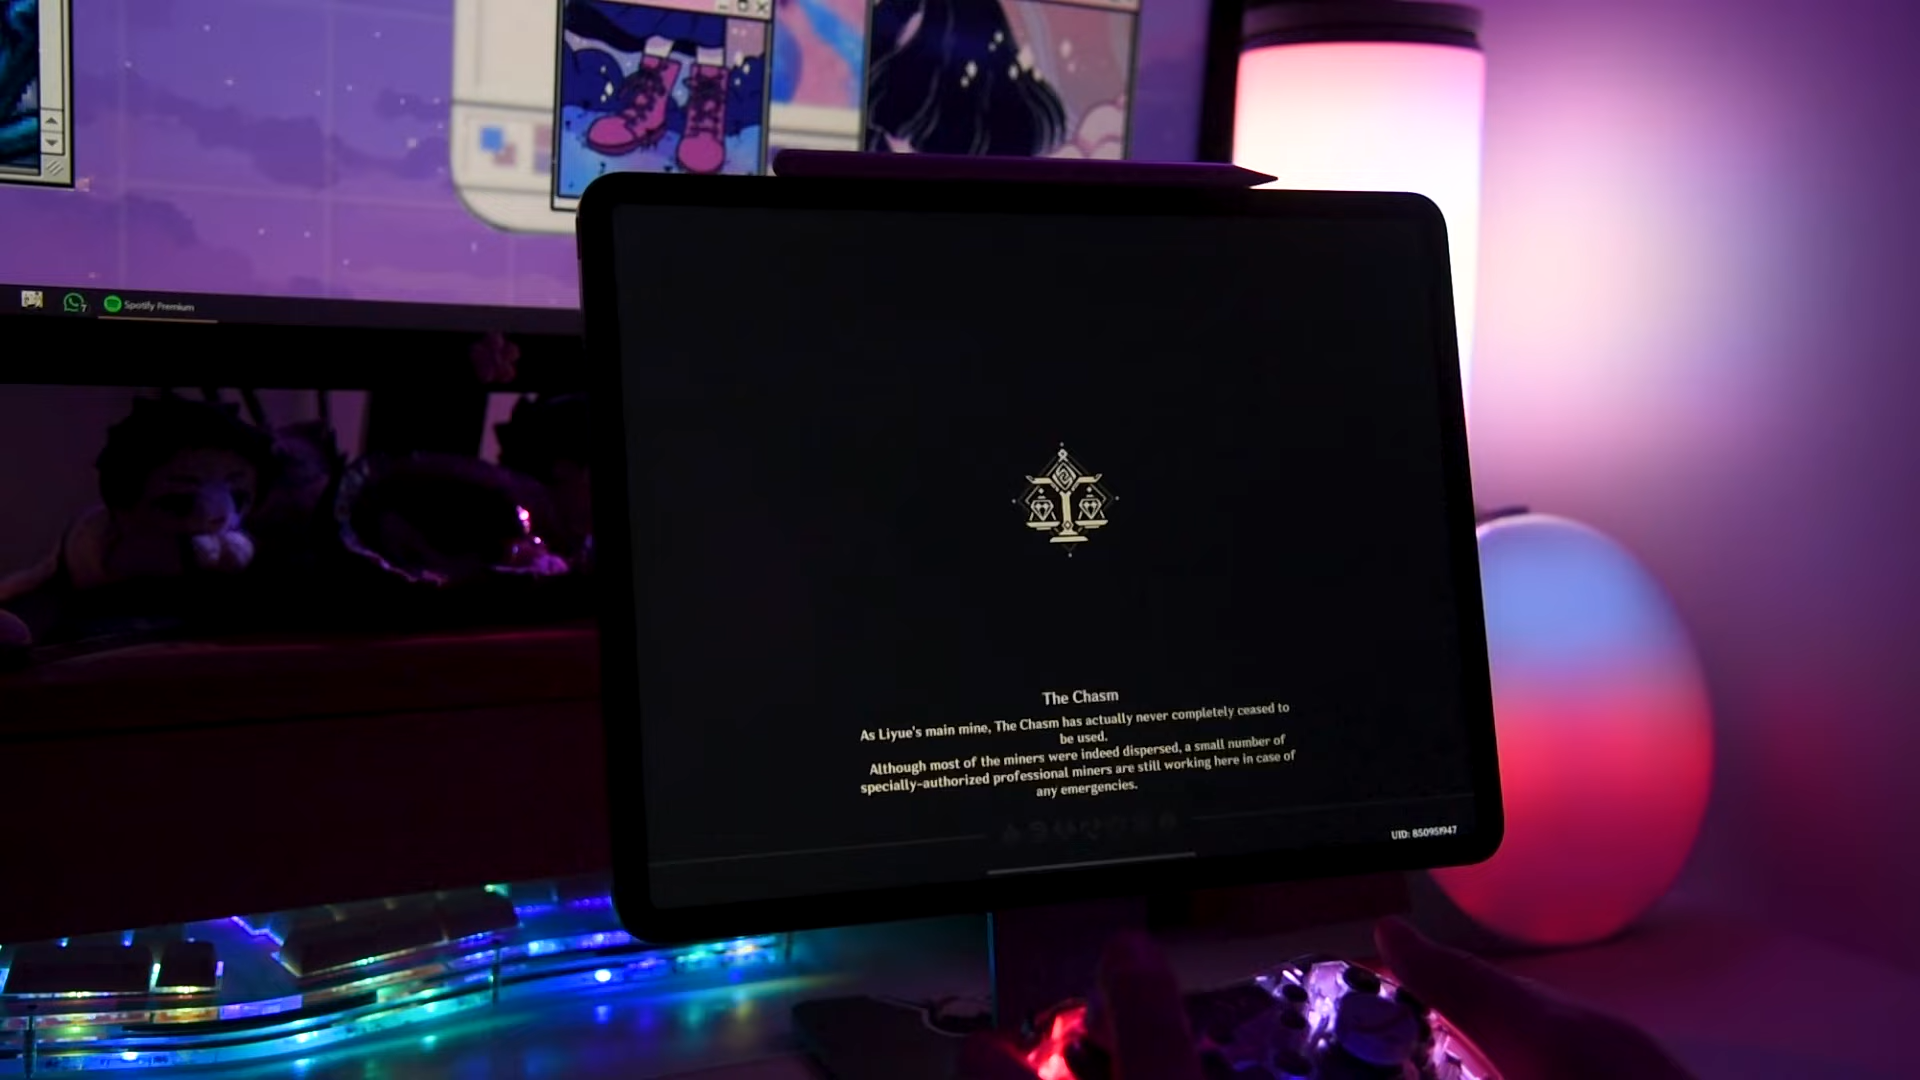 7
Spotify Premium
The Chasm
As Liyue's main mine, The Chasm has actually never completely ceased to
be used.
Although most of the miners were indeed dispersed, a small number of
specially-authorized professional miners are still working here in case of
any emergencies.
UID: 850951947